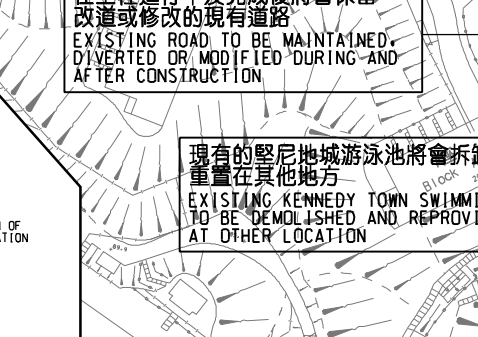 改道或修改的現有道路
EXISTING ROAD TO BE MAINTAINED,
DIVERTED OR MODIFIED DURING AND
AFTER CONSTRUCTION
現有的堅尼地城游泳池將會拆卸
重置在其他地方
EXISTING KENNEDY TOWN SWIMMI
TO BE DEMOLISHED AND REPROVI
AT OTHER LOCATION
Block
OF
ATION